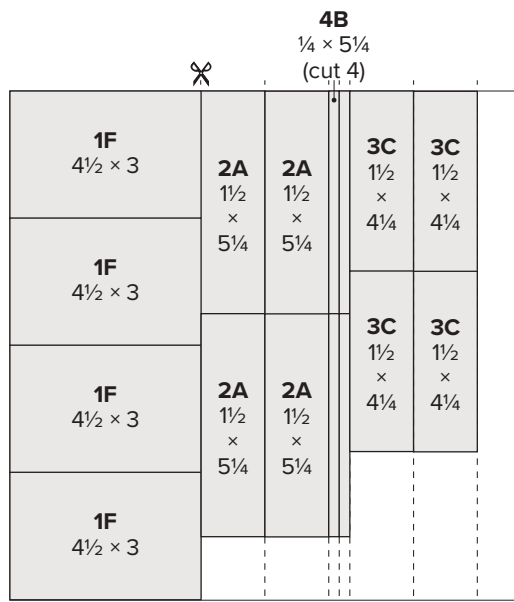 4B
¼ × 5¼
(cut 4)
1F
4½ × 3
1F
4½ × 3
1F
4½ × 3
1F
4½ × 3
2A
1½
×
5¼
2A
1½
×
5¼
2A
1½
×
5¼
2A
1½
×
5¼
3C
1½
×
4¼
3C
1½
×
4¼
3C
1½
×
4¼
3C
1½
×
4¼